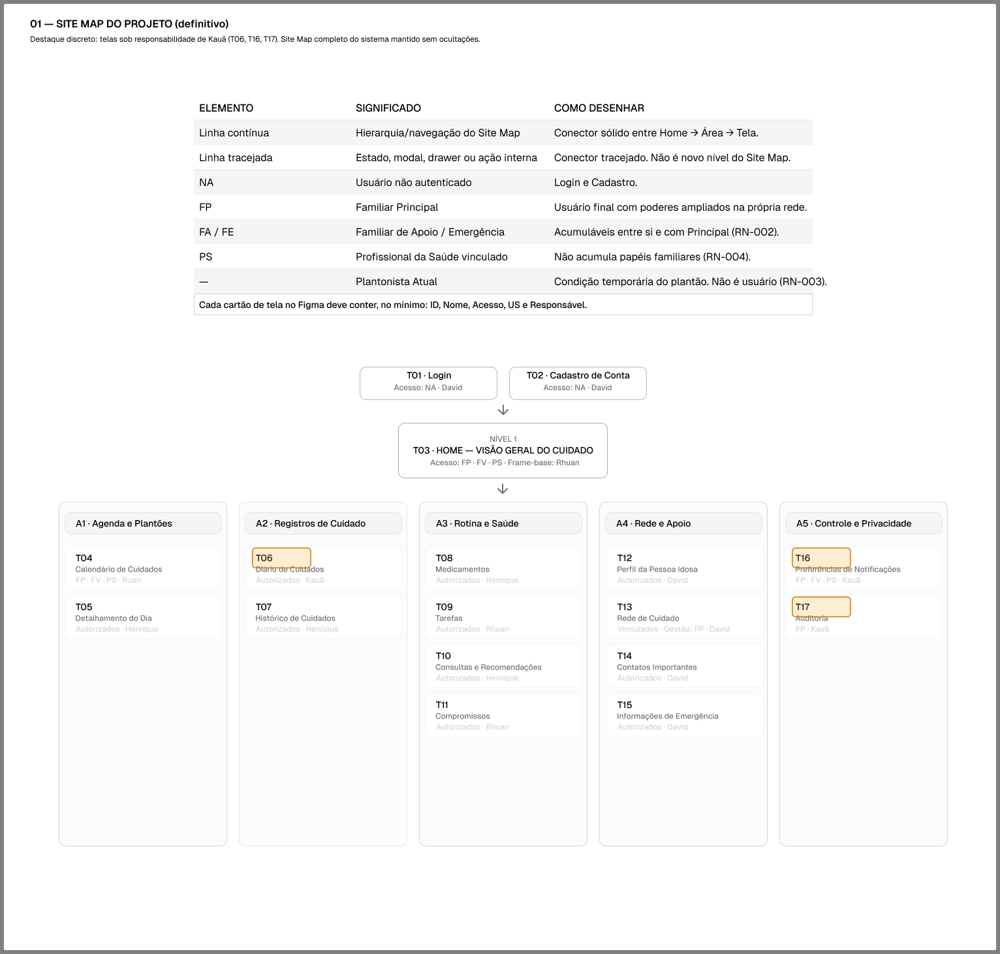 01 — SITE MAP DO PROJETO (definitivo)
Destaque discreto: telas sob responsabilidade de Kauã (T06, T16, T17). Site Map completo do sistema mantido sem ocultações.
ELEMENTO SIGNIFICADO COMO DESENHAR
Linha contínua Hierarquia/navegação do Site Map Conector sólido entre Home → Área → Tela.
Linha tracejada Estado, modal, drawer ou ação interna Conector tracejado. Não é novo nível do Site Map.
NA Usuário não autenticado Login e Cadastro.
FP Familiar Principal Usuário final com poderes ampliados na própria rede.
FA / FE Familiar de Apoio / Emergência Acumuláveis entre si e com Principal (RN-002).
PS Profissional da Saúde vinculado Não acumula papéis familiares (RN-004).
— Plantonista Atual Condição temporária do plantão. Não é usuário (RN-003).
Cada cartão de tela no Figma deve conter, no mínimo: ID, Nome, Acesso, US e Responsável.
T01 · Login
Acesso: NA · David
T02 · Cadastro de Conta
Acesso: NA · David
NÍVEL 1
T03 · HOME — VISÃO GERAL DO CUIDADO
Acesso: FP · FV · PS · Frame-base: Rhuan
A1 · Agenda e Plantões
T04
Calendário de Cuidados
FP · FV · PS · Ruan
T05
Detalhamento do Dia
Autorizados · Henrique
A2 · Registros de Cuidado
T06
Diário de Cuidados
Autorizados · Kauã
T07
Histórico de Cuidados
Autorizados · Henrique
A3 · Rotina e Saúde
T08
Medicamentos
Autorizados · Henrique
T09
Tarefas
Autorizados · Rhuan
T10
Consultas e Recomendações
Autorizados · Henrique
T11
Compromissos
Autorizados · Rhuan
A4 · Rede e Apoio
T12
Perfil da Pessoa Idosa
Autorizados · David
T13
Rede de Cuidado
Vinculados · Gestão: FP · David
T14
Contatos Importantes
Autorizados · David
T15
Informações de Emergência
Autorizados · David
A5 · Controle e Privacidade
T16
Preferências de Notificações
FP · FV · PS · Kauã
T17
Auditoria
FP · Kauã